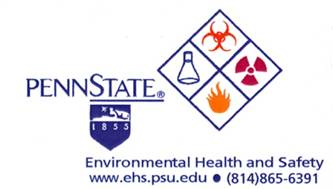 PENNSTATE®
1855
Environmental Health and Safety
www.ehs.psu.edu ● (814)865-6391